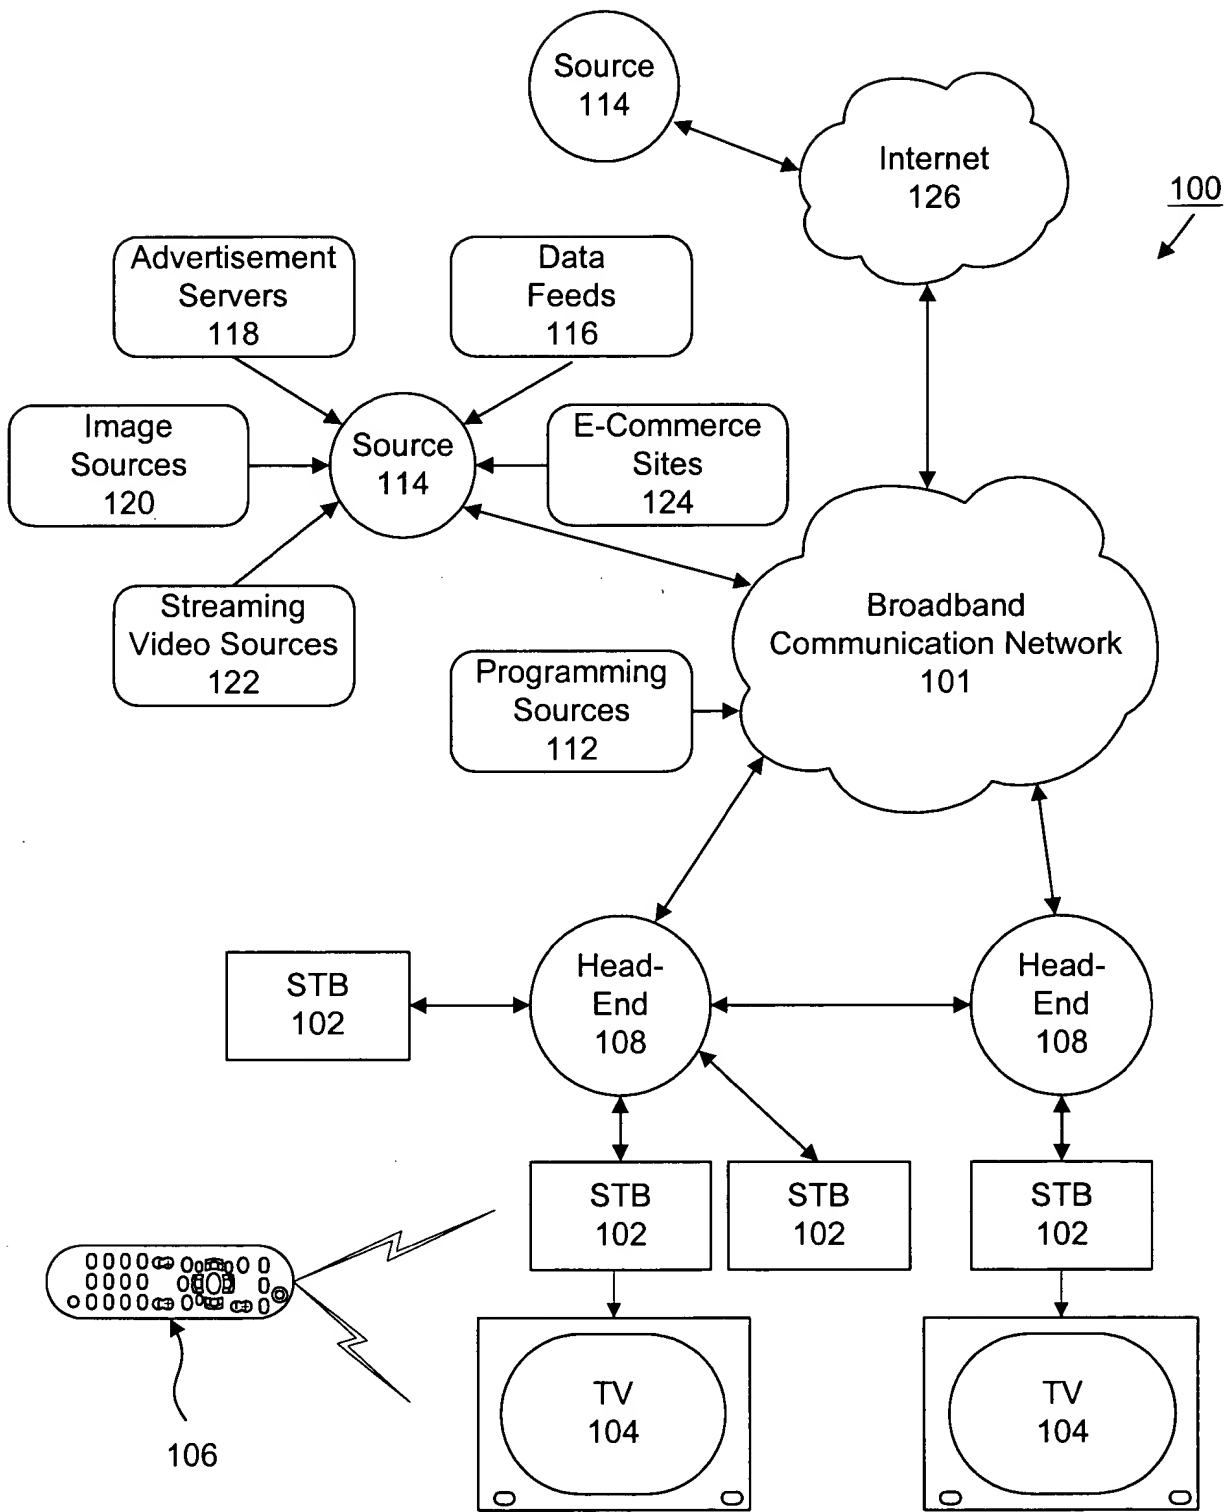 Source
114
Internet
126
100
Advertisement
Servers
118
Data
Feeds
116
Image
Sources
120
Source
114
E-Commerce
Sites
124
Streaming
Video Sources
122
Broadband
Communication Network
101
Programming
Sources
112
STB
102
Head-
End
108
Head-
End
108
STB
102
STB
102
STB
102
106
TV
104
TV
104